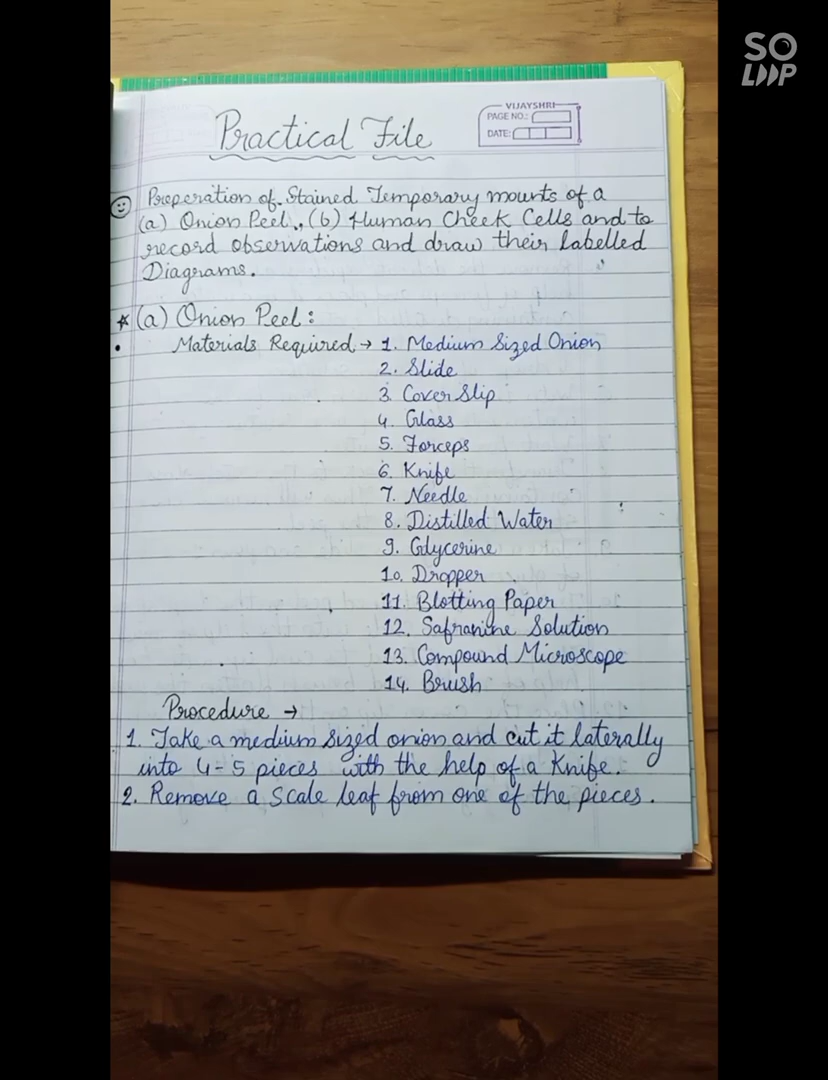 SO
LOOP
VIJAYSHRI
PAGE NO.:
DATE:
Practical File
Preperation of Stained Temporary mounts of a
(a) Onion Peel, (b) Human Cheek Cells and to
record observations and draw their labelled
Diagrams.
(a) Onion Peel:
Materials Required → 1. Medium Sized Onion
2. Slide
3. Cover Slip
4. Glass
5. Forceps
6. Knife
7. Needle
8. Distilled Water
9. Glycerine
10. Dropper
11. Blotting Paper
12. Safranine Solution
13. Compound Microscope
14. Brush
Procedure →
1. Take a medium sized onion and cut it laterally
into 4-5 pieces with the help of a Knife.
2. Remove a scale leaf from one of the pieces.